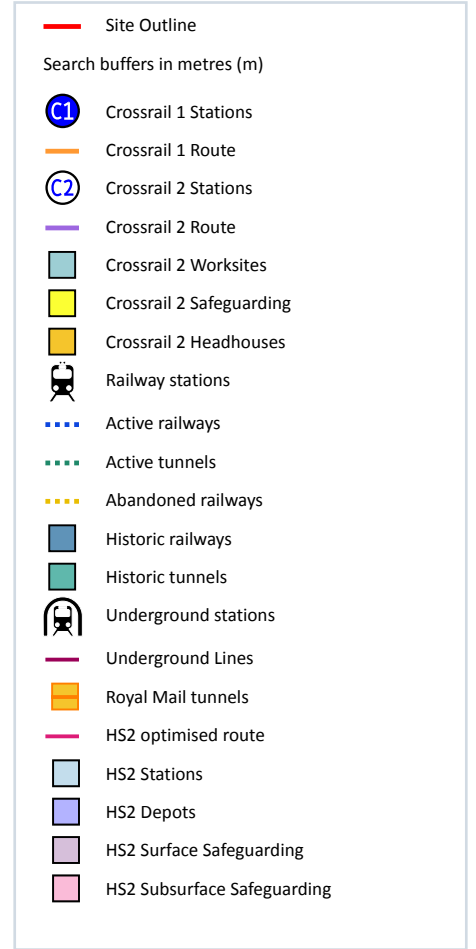 Site Outline
Search buffers in metres (m)
C1 Crossrail 1 Stations
Crossrail 1 Route
C2 Crossrail 2 Stations
Crossrail 2 Route
Crossrail 2 Worksites
Crossrail 2 Safeguarding
Crossrail 2 Headhouses
Railway stations
Active railways
Active tunnels
Abandoned railways
Historic railways
Historic tunnels
Underground stations
Underground Lines
Royal Mail tunnels
HS2 optimised route
HS2 Stations
HS2 Depots
HS2 Surface Safeguarding
HS2 Subsurface Safeguarding